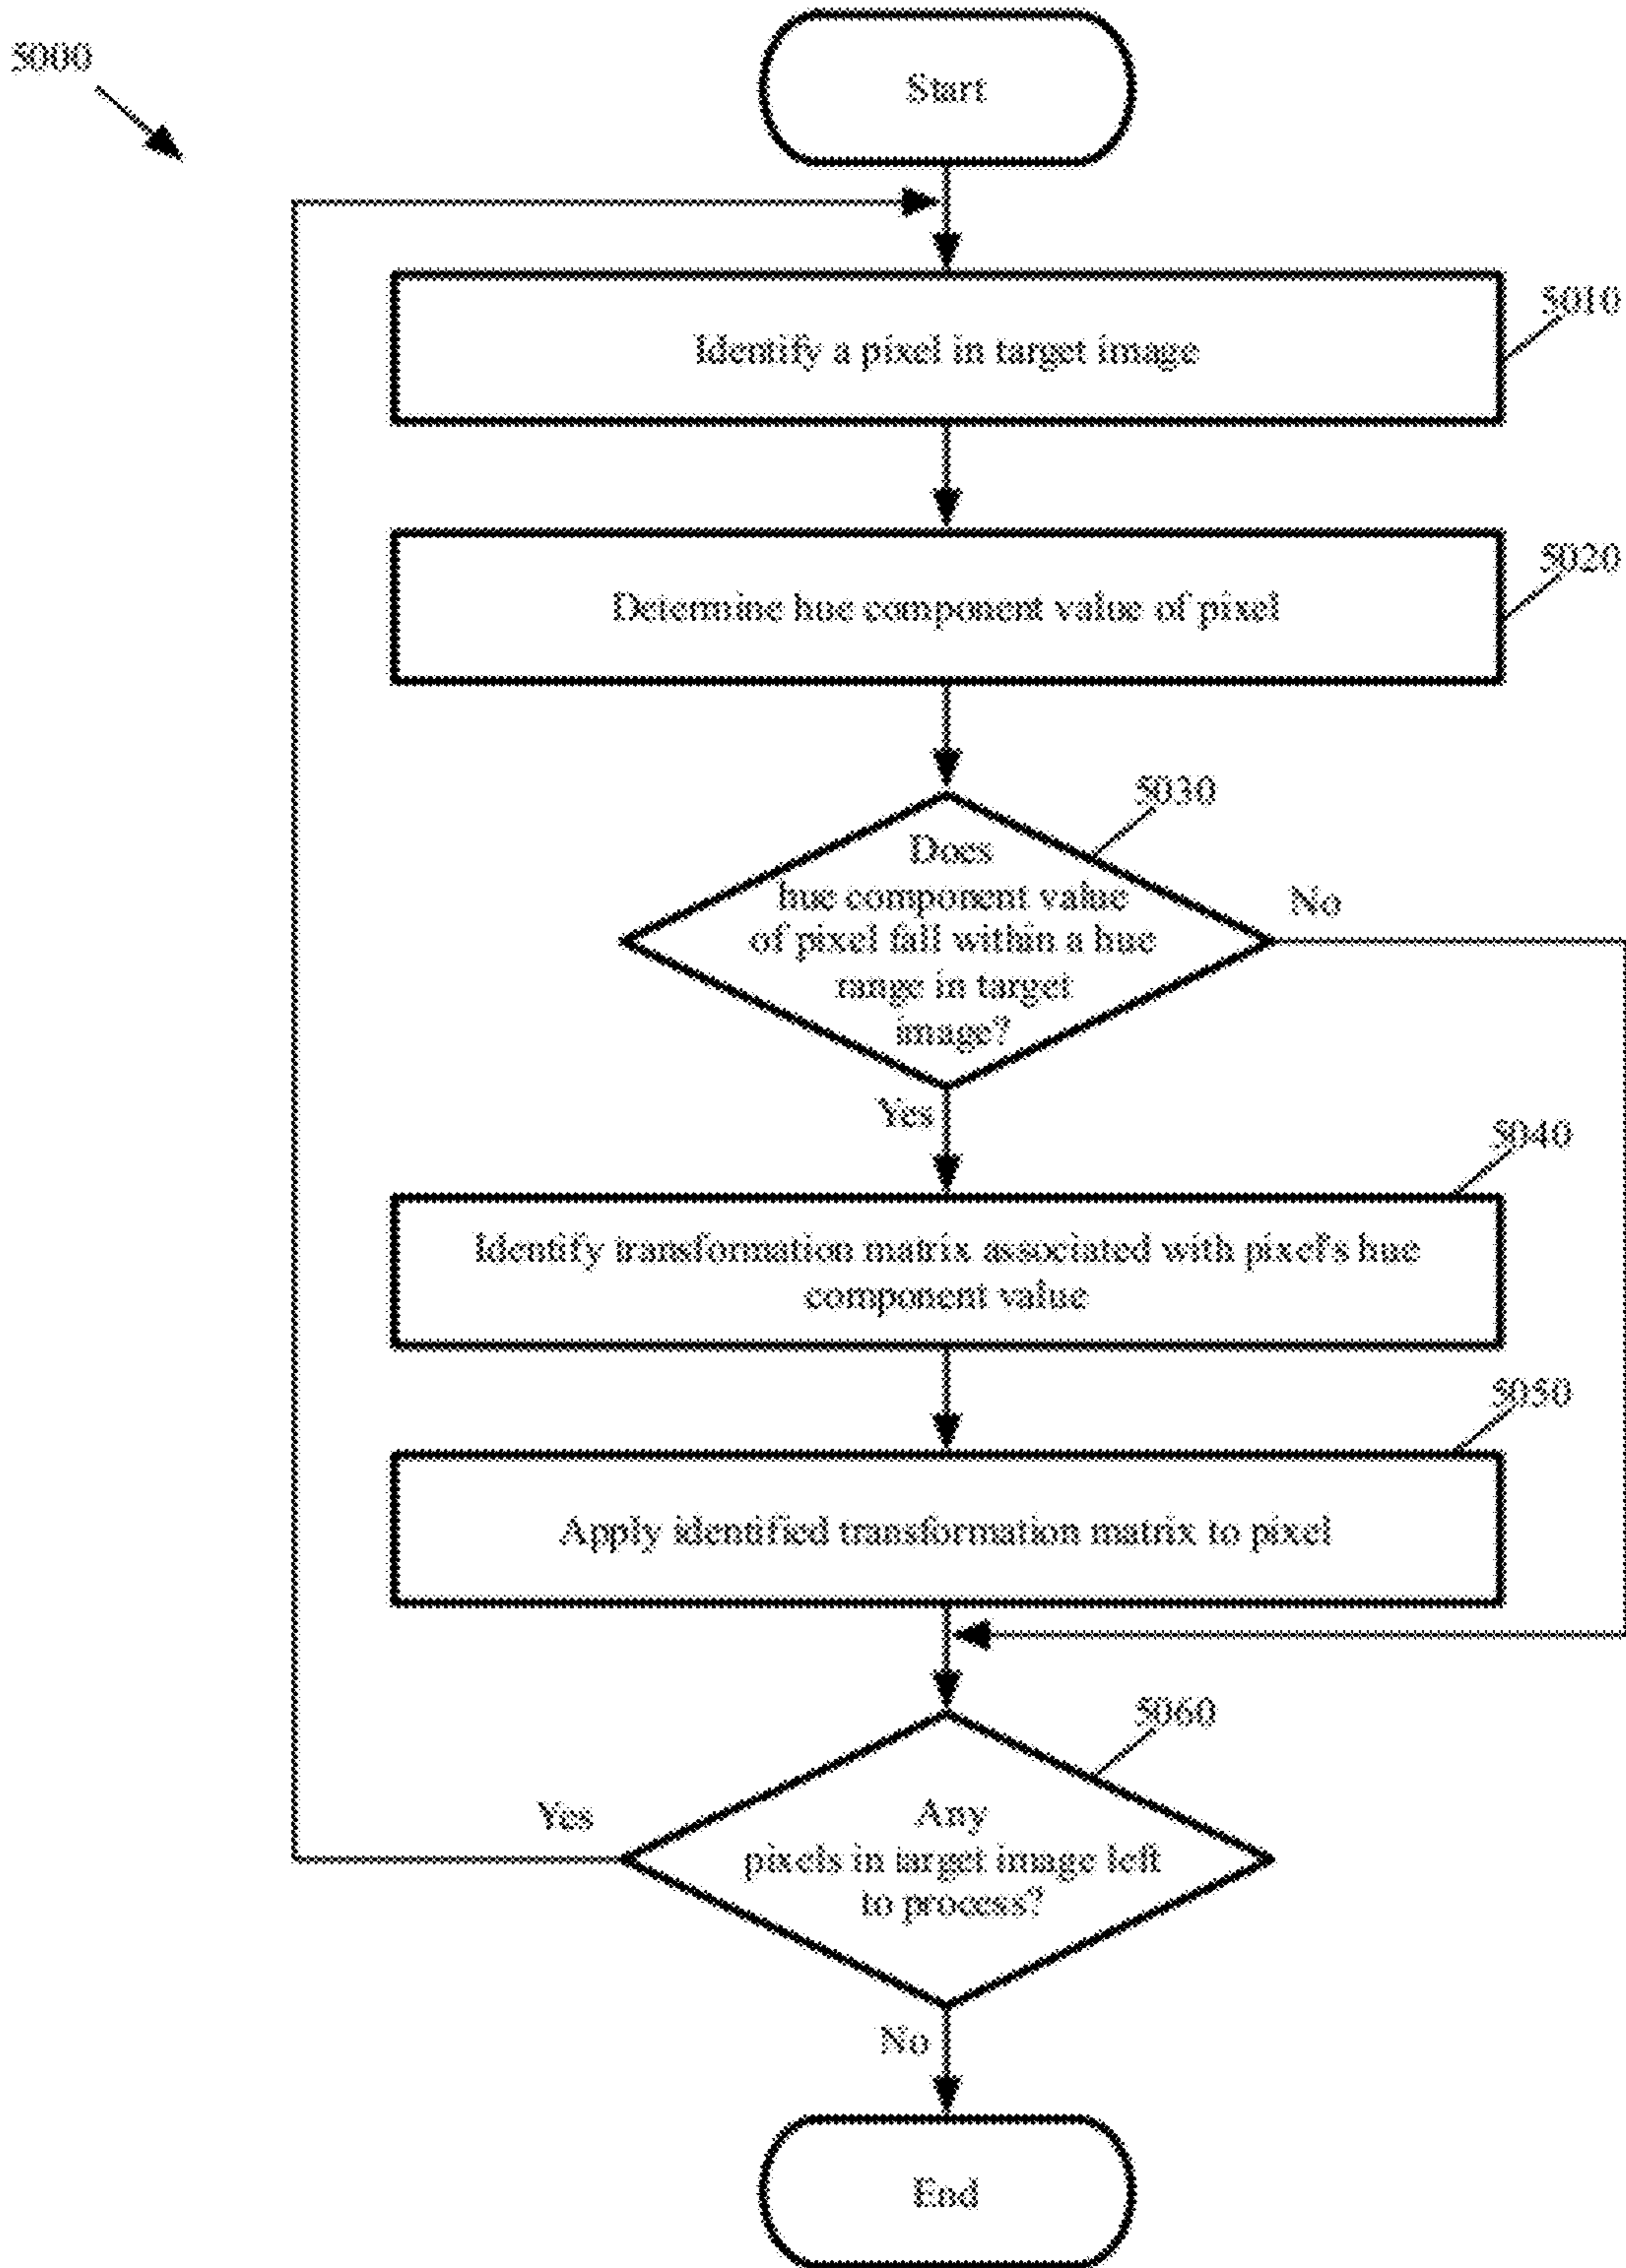 5000
Start
Identify a pixel in target image
5010
Determine hue component value of pixel
5020
5030
Does
hue component value
of pixel fall within a hue
range in target
image?
No
Yes
5040
Identify transformation matrix associated with pixel's hue
component value
5050
Apply identified transformation matrix to pixel
5060
Any
pixels in target image left
to process?
Yes
No
End